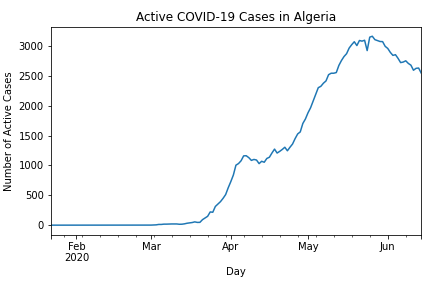 Active COVID-19 Cases in Algeria
Number of Active Cases
3000
2500
2000
1500
1000
500
0
Feb Mar Apr May Jun
2020
Day